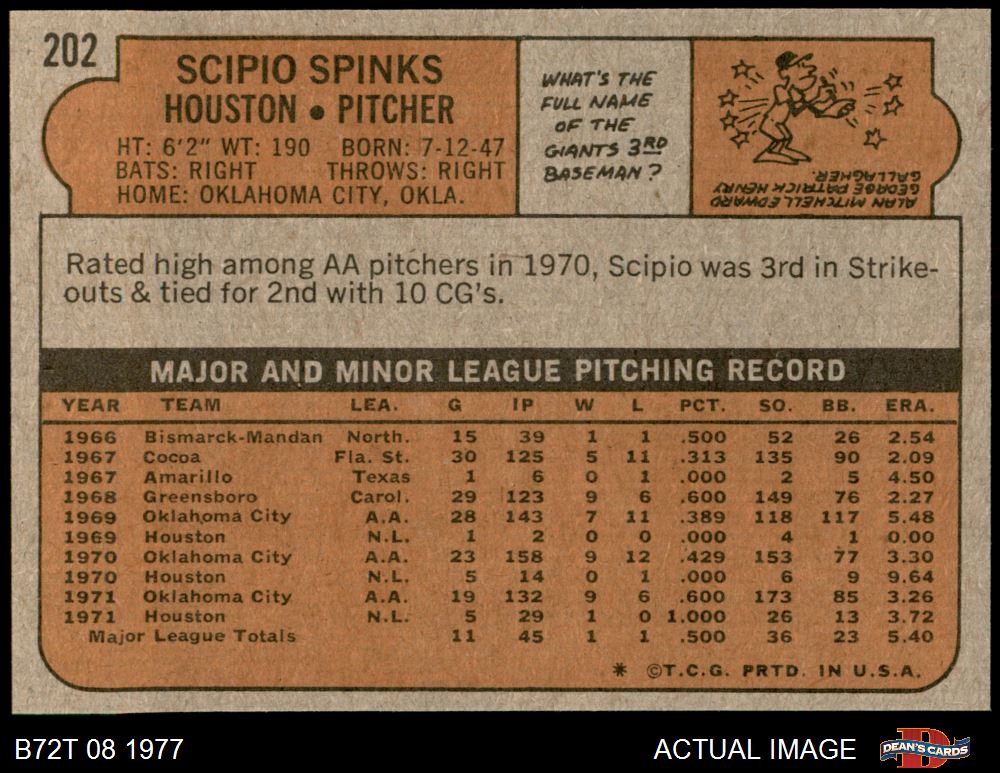 202
SCIPIO SPINKS
HOUSTON • PITCHER
HT: 6'2" WT: 190 BORN: 7-12-47
BATS: RIGHT THROWS: RIGHT
HOME: OKLAHOMA CITY, OKLA.
WHAT'S THE
FULL NAME
OF THE
GIANTS 3RD
BASEMAN?
ALAN MITCHELL EDWARD
GEORGE PATRICK HENRY
GALLAGHER.
Rated high among AA pitchers in 1970, Scipio was 3rd in Strike-
outs & tied for 2nd with 10 CG's.
MAJOR AND MINOR LEAGUE PITCHING RECORD
YEAR TEAM LEA. G IP W L PCT. SO. BB. ERA.
1966 Bismarck-Mandan North. 15 39 1 1 .500 52 26 2.54
1967 Cocoa Fla. St. 30 125 5 11 .313 135 90 2.09
1967 Amarillo Texas 1 6 0 1 .000 2 5 4.50
1968 Greensboro Carol. 29 123 9 6 .600 149 76 2.27
1969 Oklahoma City A.A. 28 143 7 11 .389 118 117 5.48
1969 Houston N.L. 1 2 0 0 .000 4 1 0.00
1970 Oklahoma City A.A. 23 158 9 12 .429 153 77 3.30
1970 Houston N.L. 5 14 0 1 .000 6 9 9.64
1971 Oklahoma City A.A. 19 132 9 6 .600 173 85 3.26
1971 Houston N.L. 5 29 1 0 1.000 26 13 3.72
Major League Totals 11 45 1 1 .500 36 23 5.40
* ©T.C.G. PRTD. IN U.S.A.
B72T 08 1977
ACTUAL IMAGE
DEAN'S CARDS